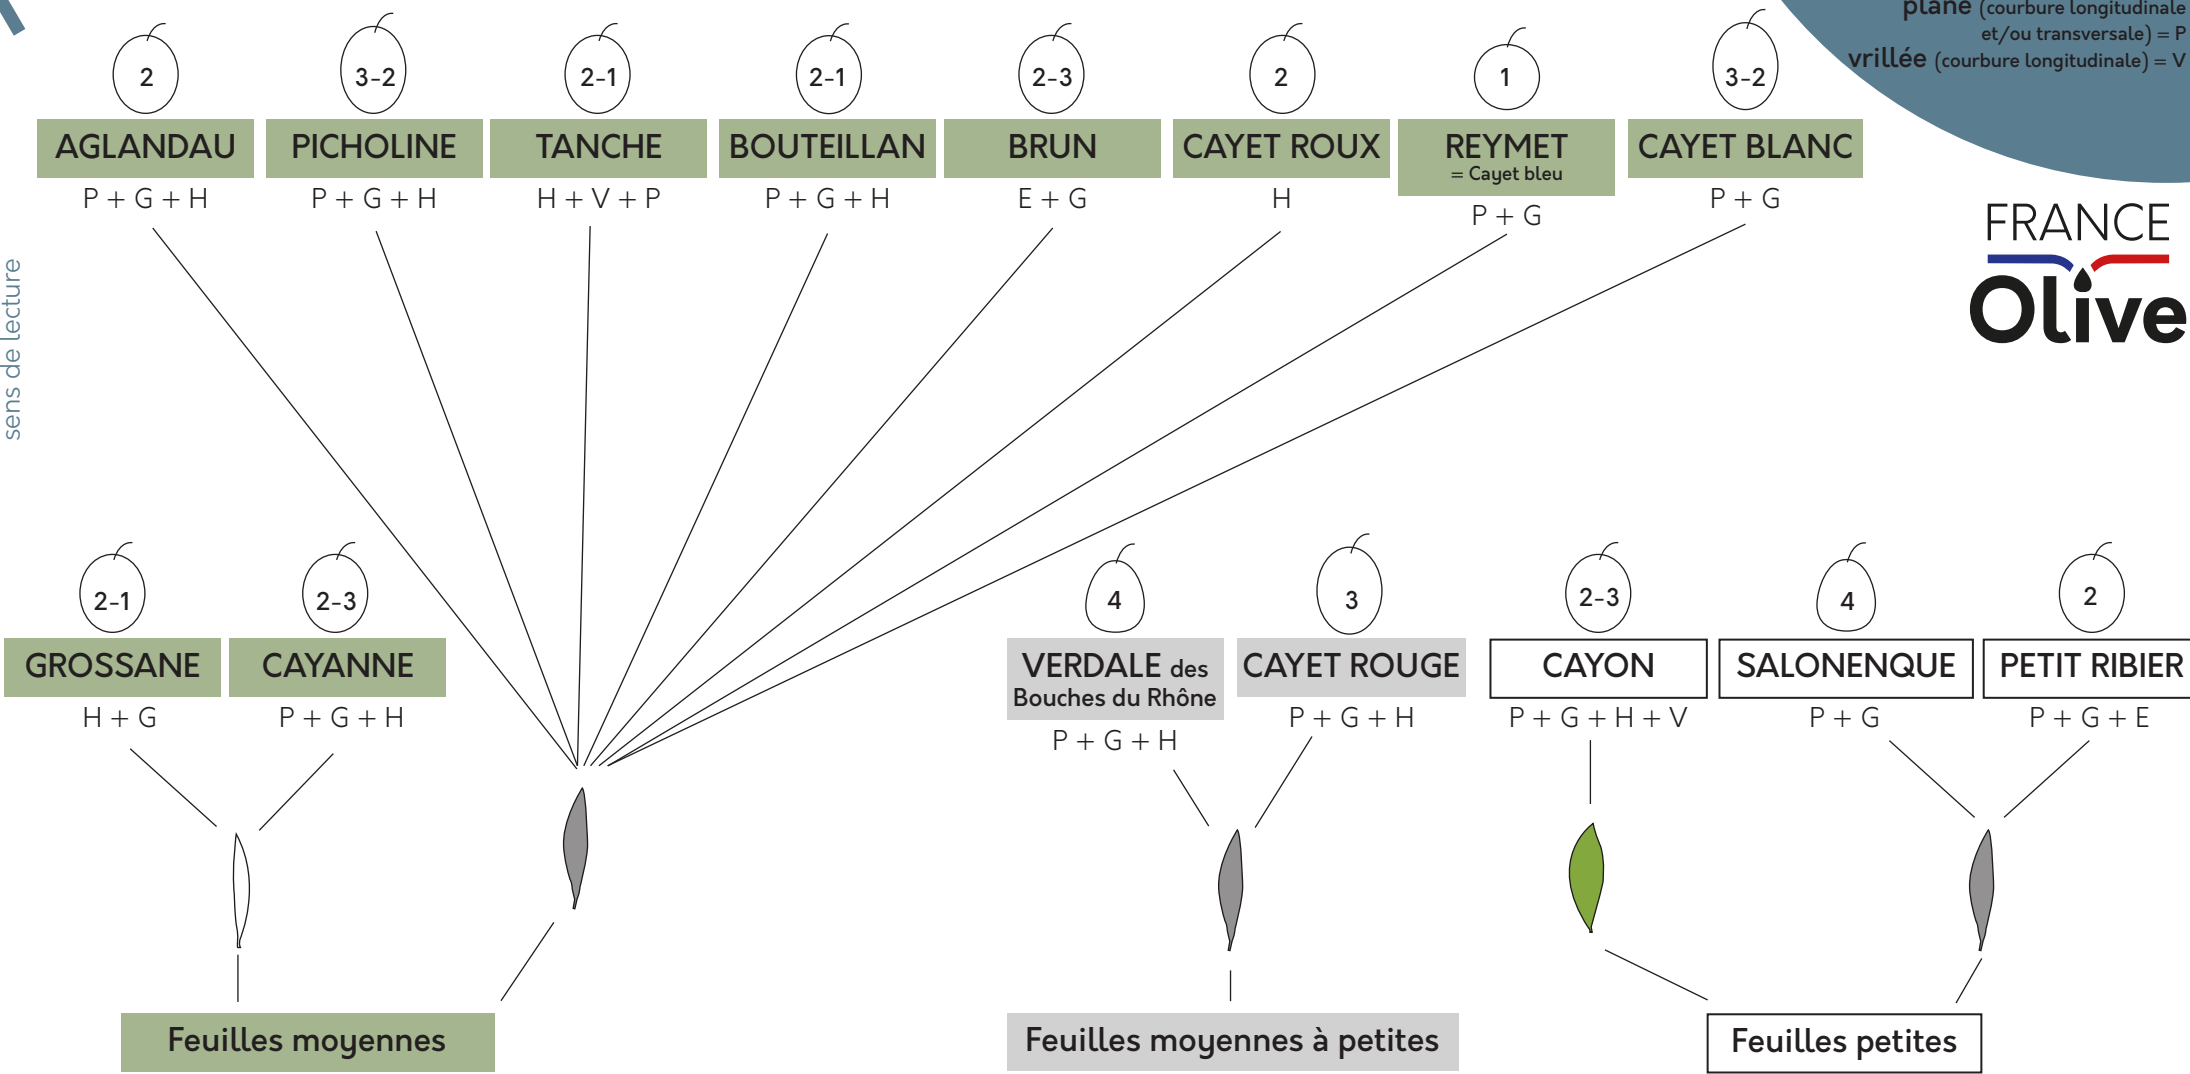 plane (courbure longitudinale
et/ou transversale) = P
vrillée (courbure longitudinale) = V
2
3-2
2-1
2-1
2-3
2
1
3-2
AGLANDAU
PICHOLINE
TANCHE
BOUTEILLAN
BRUN
CAYET ROUX
REYMET
= Cayet bleu
CAYET BLANC
P + G + H
P + G + H
H + V + P
P + G + H
E + G
H
P + G
P + G
FRANCE
Olive
sens de lecture
2-1
2-3
4
3
2-3
4
2
GROSSANE
CAYANNE
VERDALE des
Bouches du Rhône
CAYET ROUGE
CAYON
SALONENQUE
PETIT RIBIER
H + G
P + G + H
P + G + H
P + G + H
P + G + H + V
P + G
P + G + E
Feuilles moyennes
Feuilles moyennes à petites
Feuilles petites